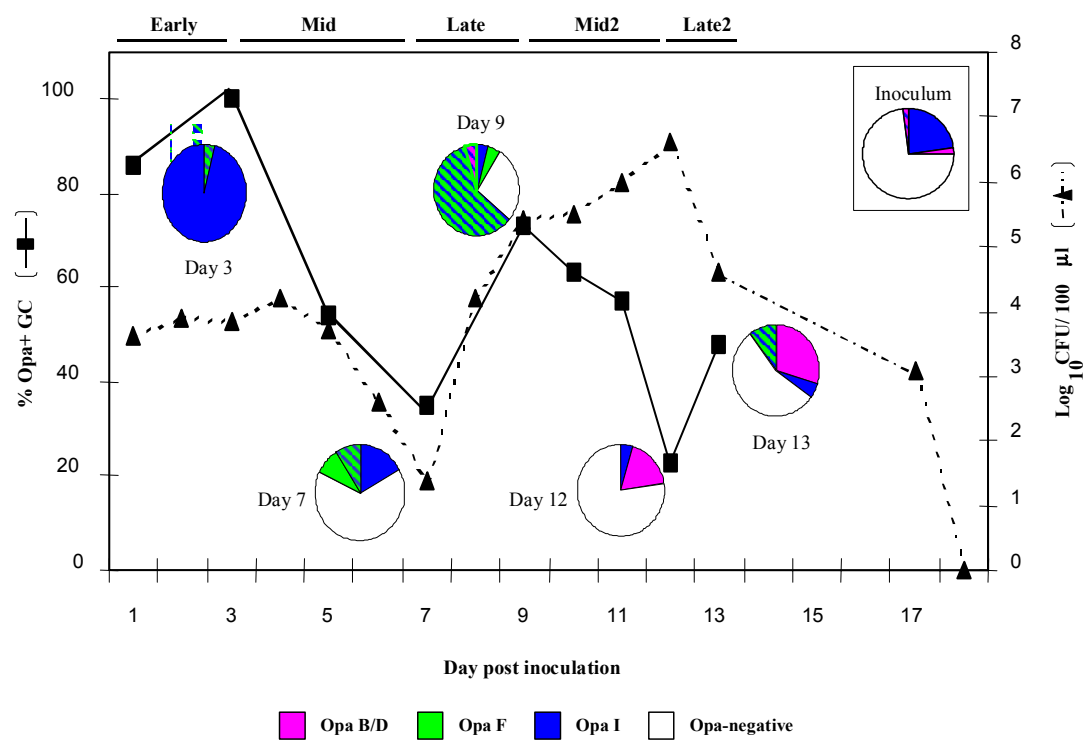 Early Mid Late Mid2 Late2
Inoculum
Day 9
Day 3
Day 7
Day 12
Day 13
% Opa+ GC
100
80
60
40
20
0
Log10 CFU/ 100 µl
8
7
6
5
4
3
2
1
0
1 3 5 7 9 11 13 15 17
Day post inoculation
Opa B/D Opa F Opa I Opa-negative